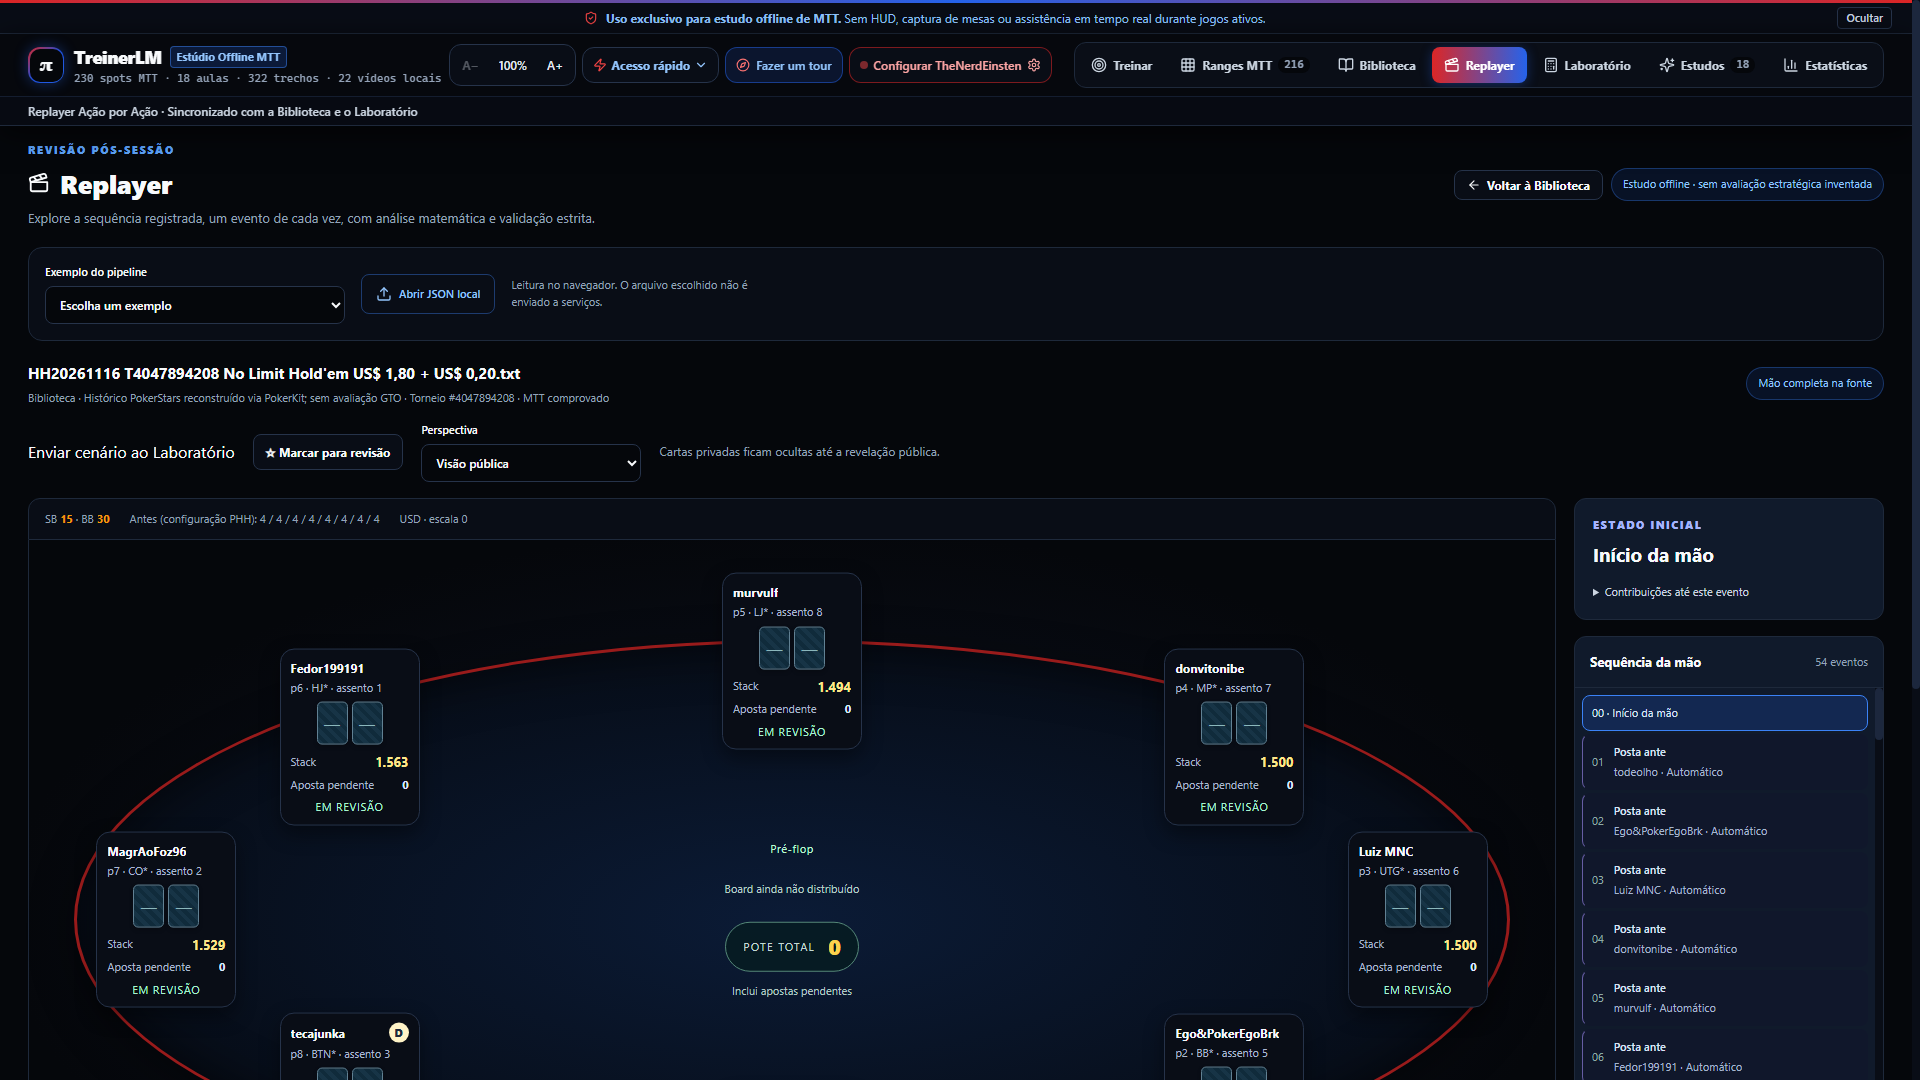 Uso exclusivo para estudo offline de MTT. Sem HUD, captura de mesas ou assistência em tempo real durante jogos ativos.
Ocultar
π
TreinerLM
Estúdio Offline MTT
230 spots MTT · 18 aulas · 322 trechos · 22 vídeos locais
A−
100%
A+
Acesso rápido
Fazer um tour
Configurar TheNerdEinsten
Treinar
Ranges MTT 216
Biblioteca
Replayer
Laboratório
Estudos 18
Estatísticas
Replayer Ação por Ação · Sincronizado com a Biblioteca e o Laboratório
REVISÃO PÓS-SESSÃO
Replayer
← Voltar à Biblioteca
Estudo offline · sem avaliação estratégica inventada
Explore a sequência registrada, um evento de cada vez, com análise matemática e validação estrita.
Exemplo do pipeline
Escolha um exemplo
Abrir JSON local
Leitura no navegador. O arquivo escolhido não é
enviado a serviços.
HH20261116 T4047894208 No Limit Hold'em US$ 1,80 + US$ 0,20.txt
Biblioteca · Histórico PokerStars reconstruído via PokerKit; sem avaliação GTO · Torneio #4047894208 · MTT comprovado
Mão completa na fonte
Enviar cenário ao Laboratório
☆ Marcar para revisão
Perspectiva
Visão pública
Cartas privadas ficam ocultas até a revelação pública.
SB 15 · BB 30
Antes (configuração PHH): 4 / 4 / 4 / 4 / 4 / 4 / 4 / 4
USD · escala 0
murvulf
p5 · LJ* · assento 8
Stack 1.494
Aposta pendente 0
EM REVISÃO
Fedor199191
p6 · HJ* · assento 1
Stack 1.563
Aposta pendente 0
EM REVISÃO
donvitonibe
p4 · MP* · assento 7
Stack 1.500
Aposta pendente 0
EM REVISÃO
MagrAoFoz96
p7 · CO* · assento 2
Stack 1.529
Aposta pendente 0
EM REVISÃO
Pré-flop
Board ainda não distribuído
POTE TOTAL 0
Inclui apostas pendentes
Luiz MNC
p3 · UTG* · assento 6
Stack 1.500
Aposta pendente 0
EM REVISÃO
tecajunka D
p8 · BTN* · assento 3
Ego&PokerEgoBrk
p2 · BB* · assento 5
ESTADO INICIAL
Início da mão
▶ Contribuições até este evento
Sequência da mão
54 eventos
00 · Início da mão
01 Posta ante
todeolho · Automático
02 Posta ante
Ego&PokerEgoBrk · Automático
03 Posta ante
Luiz MNC · Automático
04 Posta ante
donvitonibe · Automático
05 Posta ante
murvulf · Automático
06 Posta ante
Fedor199191 · Automático